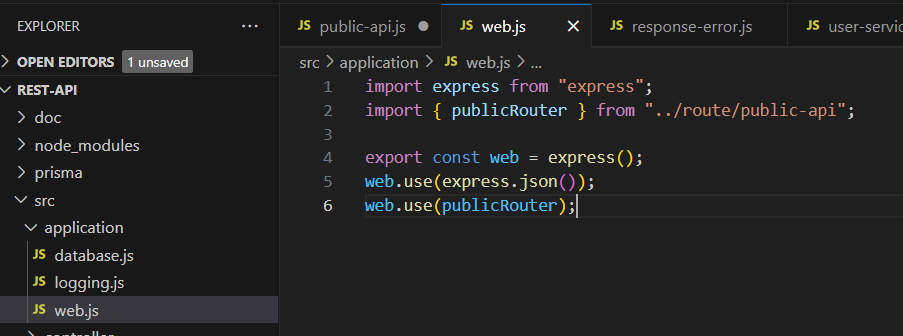 EXPLORER
OPEN EDITORS 1 unsaved
REST-API
doc
node_modules
prisma
src
application
JS database.js
JS logging.js
JS web.js
JS public-api.js
JS web.js
JS response-error.js
JS user-servic
src > application > JS web.js > ...
1 import express from "express";
2 import { publicRouter } from "../route/public-api";
3
4 export const web = express();
5 web.use(express.json());
6 web.use(publicRouter);